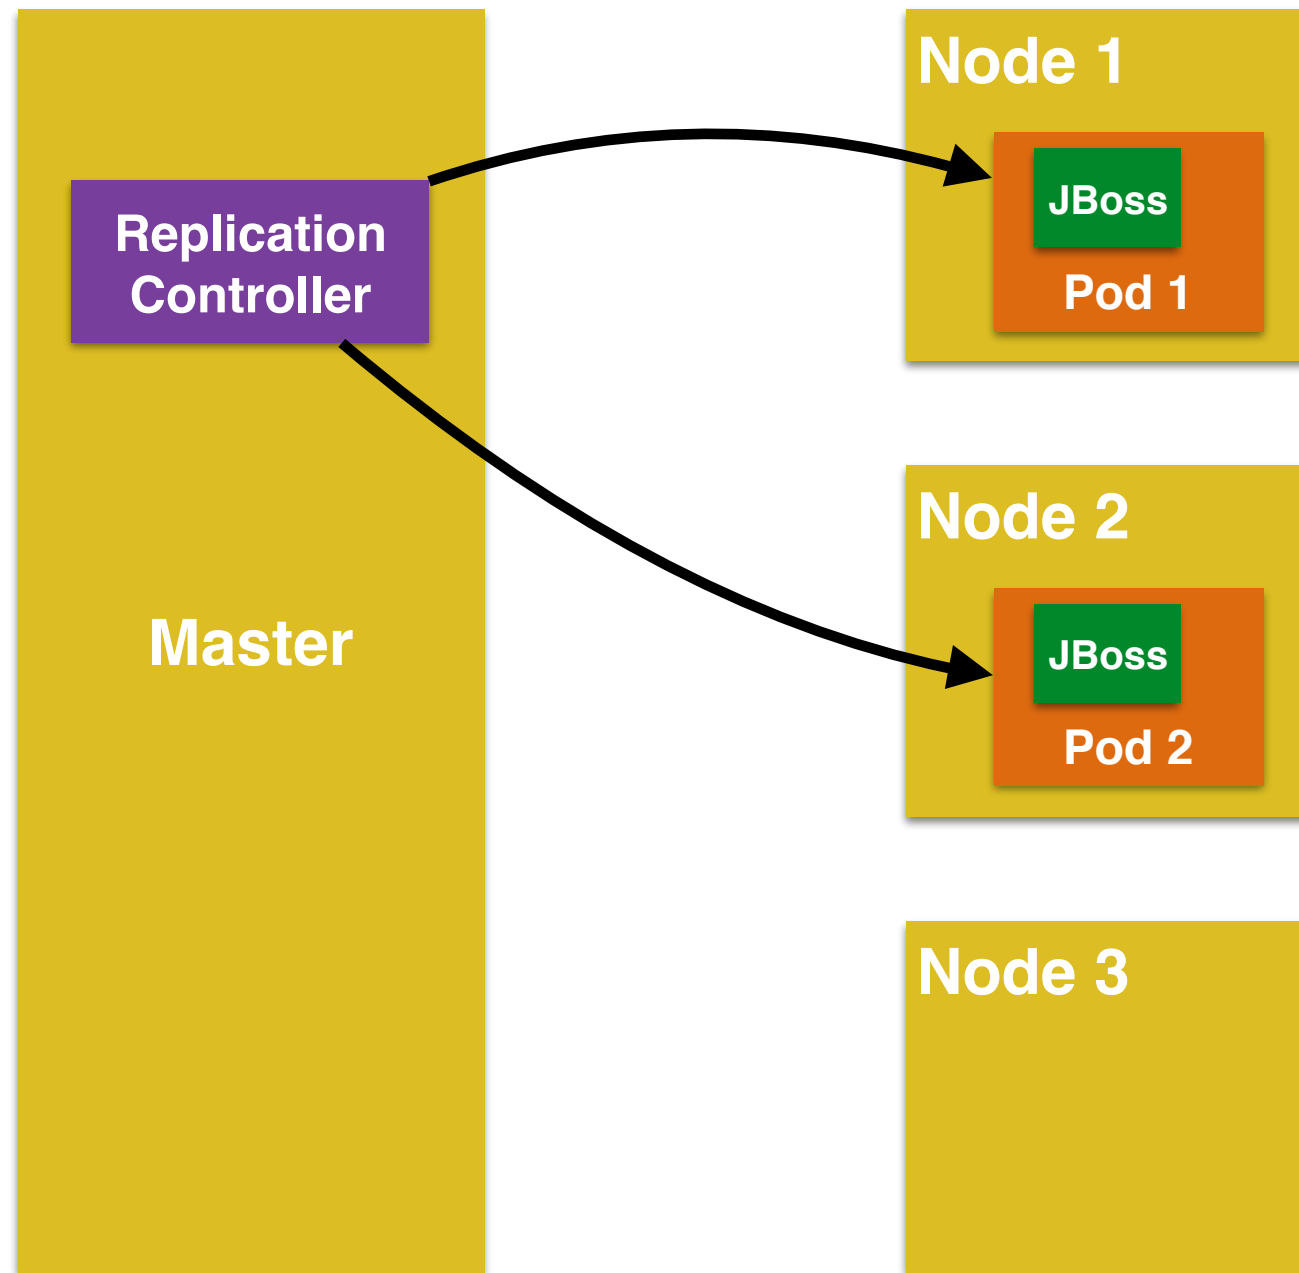 Replication
Controller
Master
Node 1
JBoss
Pod 1
Node 2
JBoss
Pod 2
Node 3